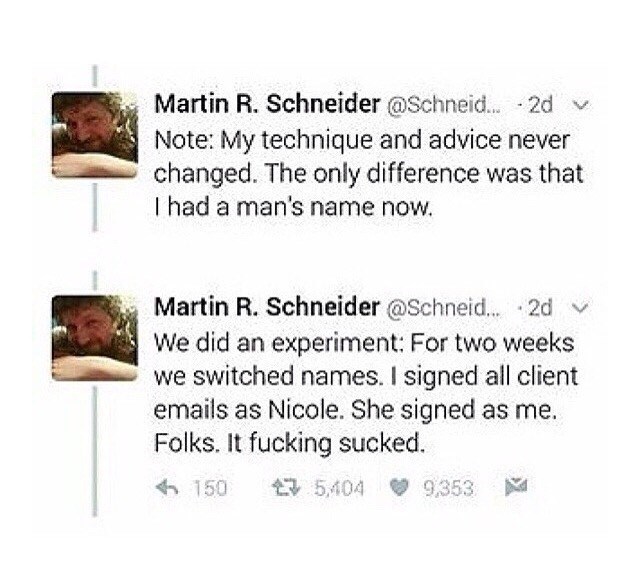 Martin R. Schneider @Schneid... · 2d
Note: My technique and advice never
changed. The only difference was that
I had a man's name now.
Martin R. Schneider @Schneid... · 2d
We did an experiment: For two weeks
we switched names. I signed all client
emails as Nicole. She signed as me.
Folks. It fucking sucked.
150 5,404 9,353